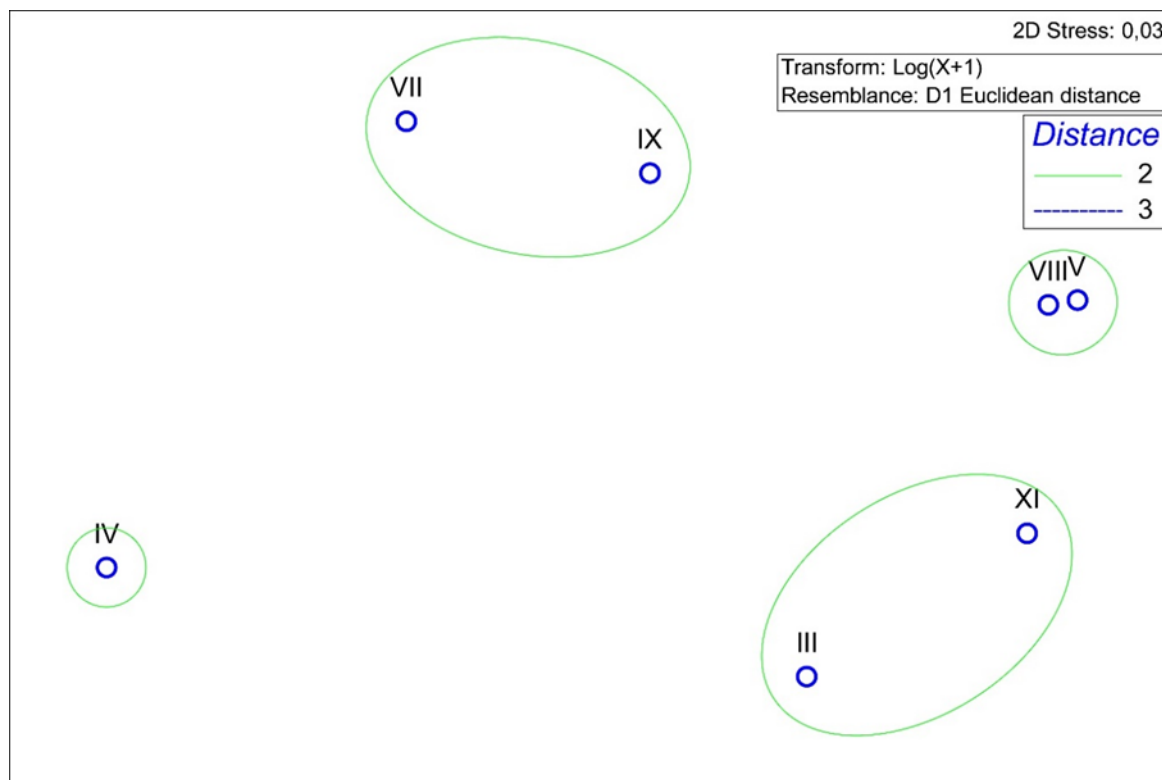 2D Stress: 0,03
Transform: Log(X+1)
Resemblance: D1 Euclidean distance
Distance
2
3
VII
IX
VIII
V
IV
XI
III